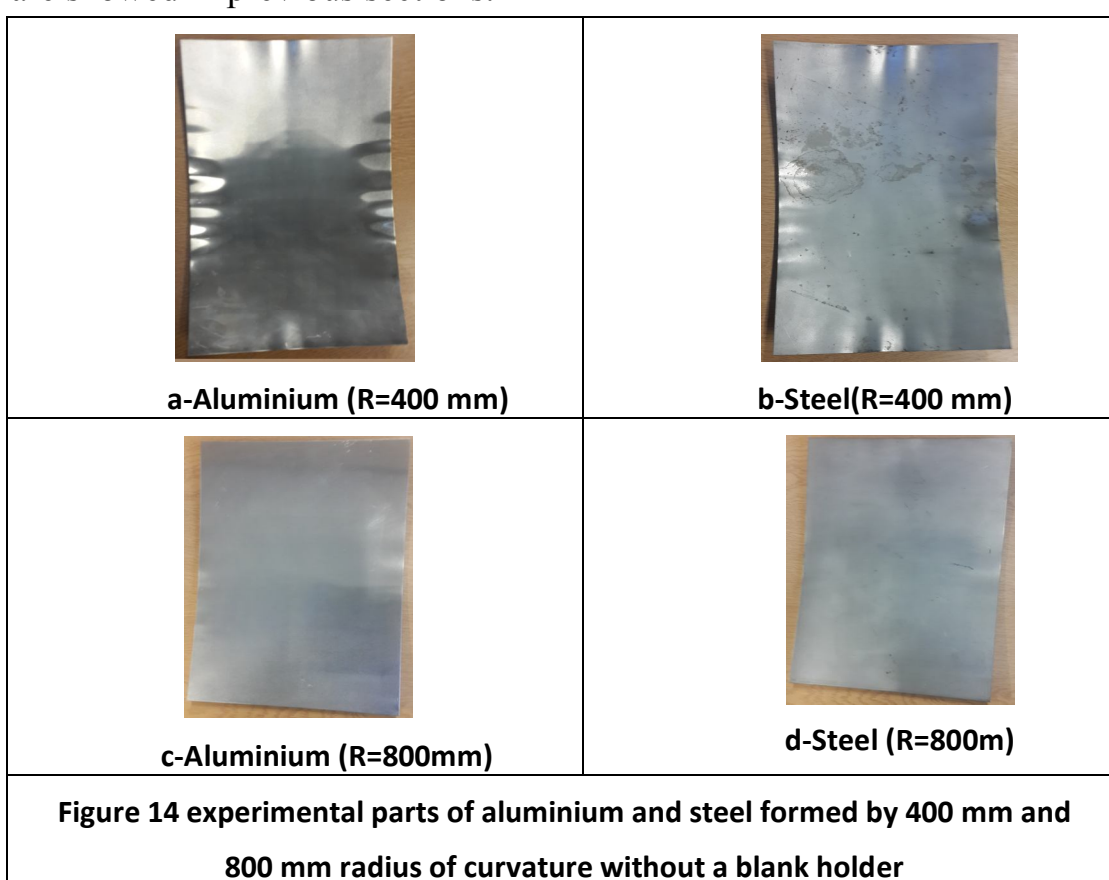 a-Aluminium (R=400 mm)
b-Steel(R=400 mm)
c-Aluminium (R=800mm)
d-Steel (R=800m)
Figure 14 experimental parts of aluminium and steel formed by 400 mm and
800 mm radius of curvature without a blank holder